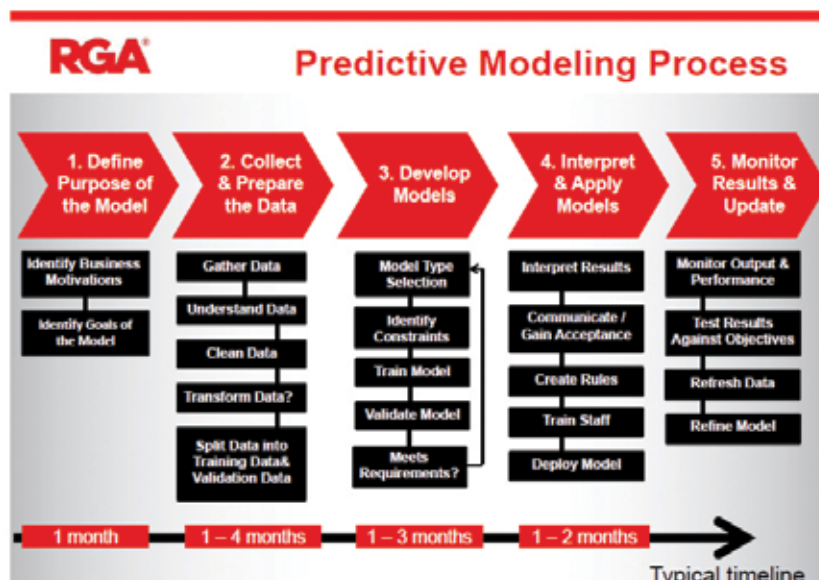 RGA®
Predictive Modeling Process
1. Define
Purpose of
the Model
2. Collect
& Prepare
the Data
3. Develop
Models
4. Interpret
& Apply
Models
5. Monitor
Results &
Update
Identify Business
Motivations
Identify Goals of
the Model
Gather Data
Understand Data
Clean Data
Transform Data?
Split Data into
Training Data&
Validation Data
Model Type
Selection
Identify
Constraints
Train Model
Validate Model
Meets
Requirements?
Interpret Results
Communicate /
Gain Acceptance
Create Rules
Train Staff
Deploy Model
Monitor Output &
Performance
Test Results
Against Objectives
Refresh Data
Refine Model
1 month
1 – 4 months
1 – 3 months
1 – 2 months
Typical timeline